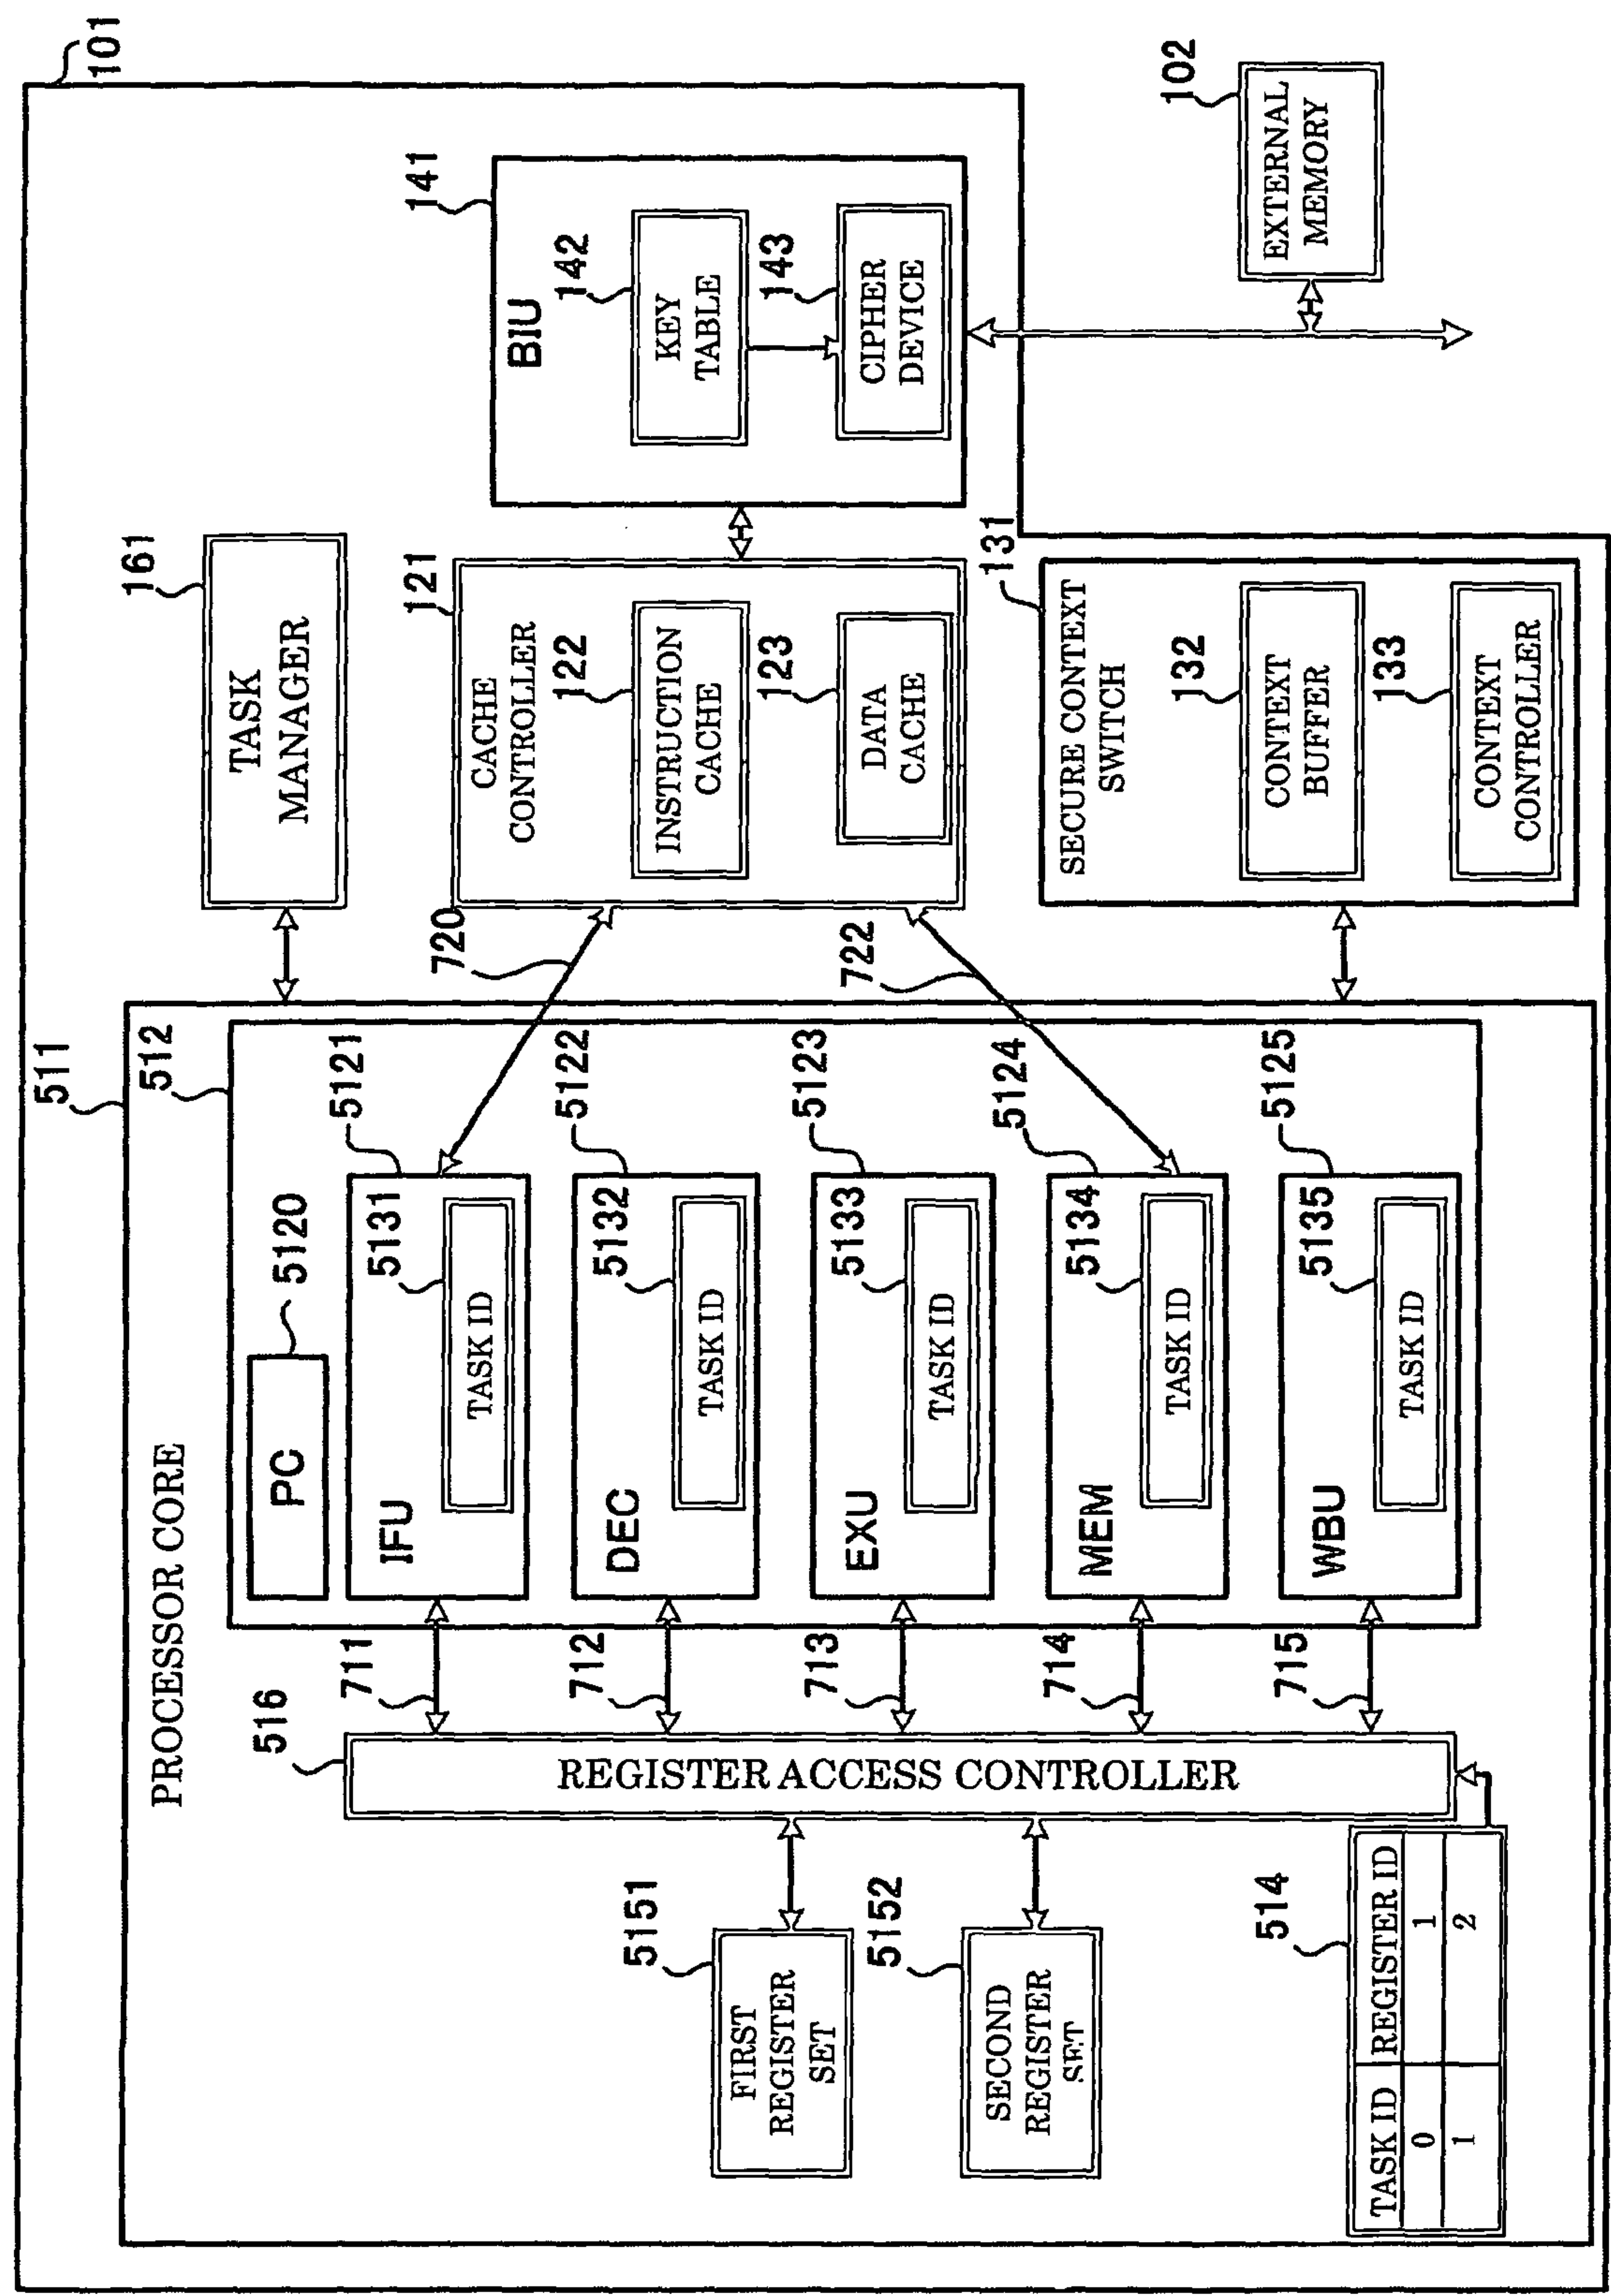 101
511
PROCESSOR CORE
512
PC
5120
516
711
IFU
5121
5131
TASK ID
712
DEC
5122
5132
TASK ID
713
EXU
5123
5133
TASK ID
714
MEM
5124
5134
TASK ID
715
WBU
5125
5135
TASK ID
REGISTER ACCESS CONTROLLER
5151
FIRST
REGISTER
SET
5152
SECOND
REGISTER
SET
514
TASK ID REGISTER ID
0 1
1 2
161
TASK
MANAGER
720
722
121
CACHE
CONTROLLER
122
INSTRUCTION
CACHE
123
DATA
CACHE
141
BIU
142
KEY
TABLE
143
CIPHER
DEVICE
131
SECURE CONTEXT
SWITCH
132
CONTEXT
BUFFER
133
CONTEXT
CONTROLLER
102
EXTERNAL
MEMORY